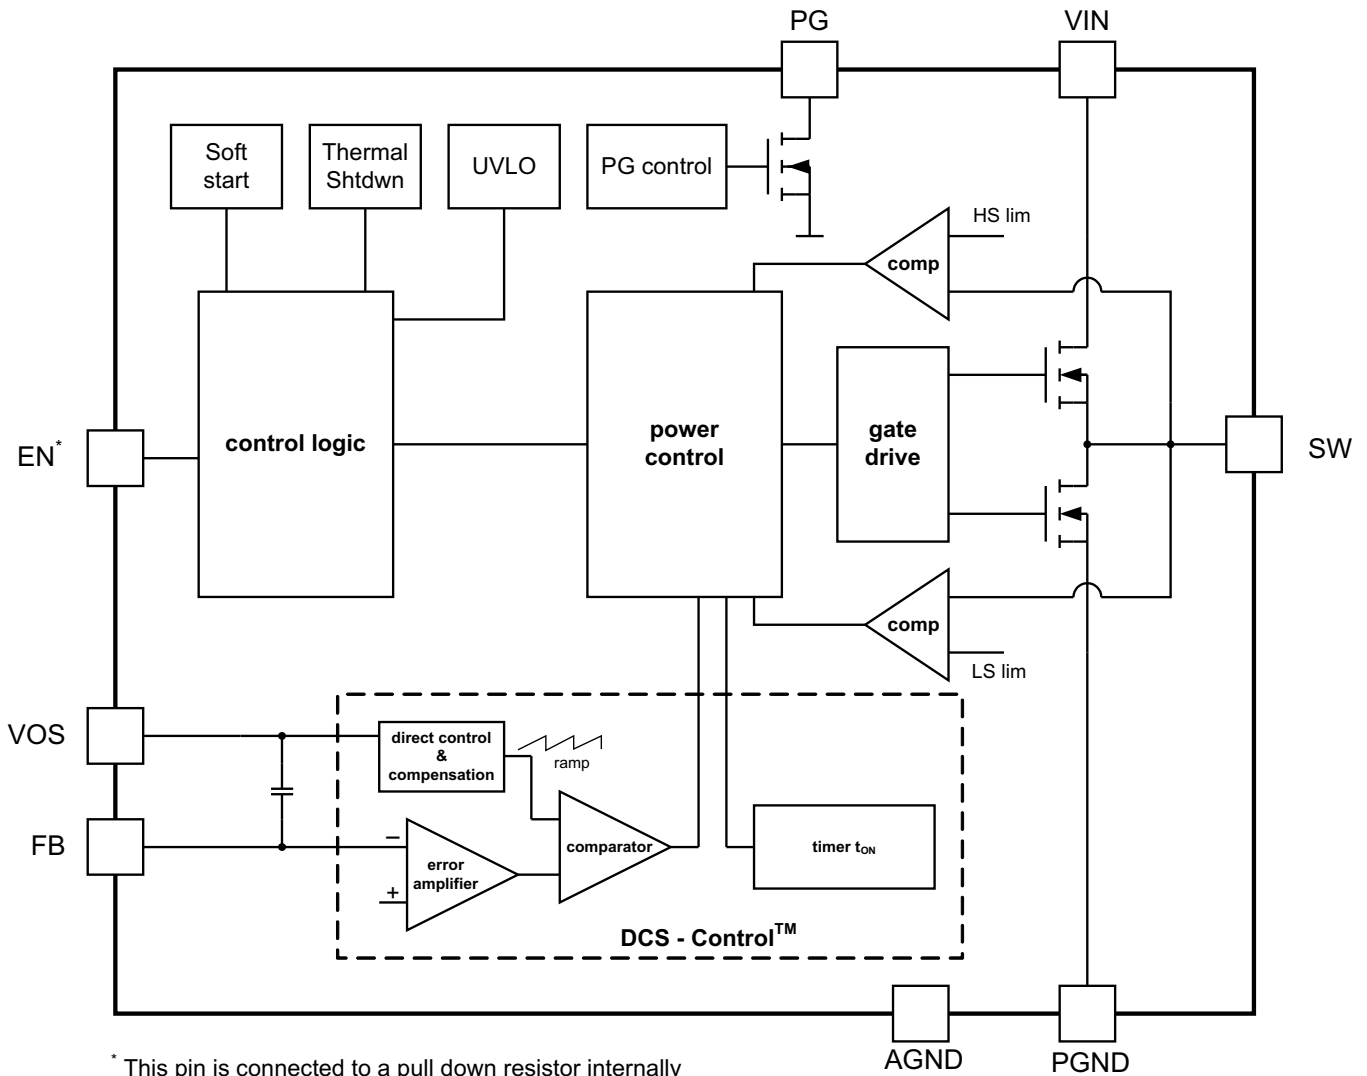 PG
VIN
Soft
start
Thermal
Shtdwn
UVLO
PG control
HS lim
comp
control logic
power
control
gate
drive
EN*
SW
comp
LS lim
VOS
direct control
&
compensation
ramp
FB
−
+
error
amplifier
comparator
timer tON
DCS - Control™
AGND
PGND
* This pin is connected to a pull down resistor internally